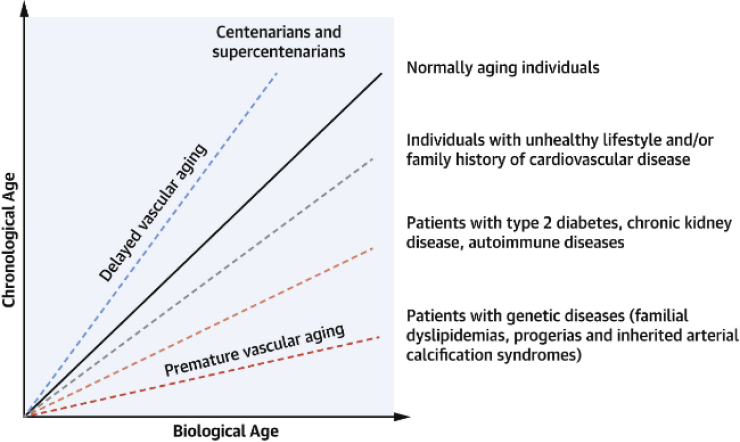 Centenarians and
supercentenarians
Normally aging individuals
Individuals with unhealthy lifestyle and/or
family history of cardiovascular disease
Delayed vascular aging
Chronological Age
Patients with type 2 diabetes, chronic kidney
disease, autoimmune diseases
Patients with genetic diseases (familial
dyslipidemias, progerias and inherited arterial
calcification syndromes)
Premature vascular aging
Biological Age